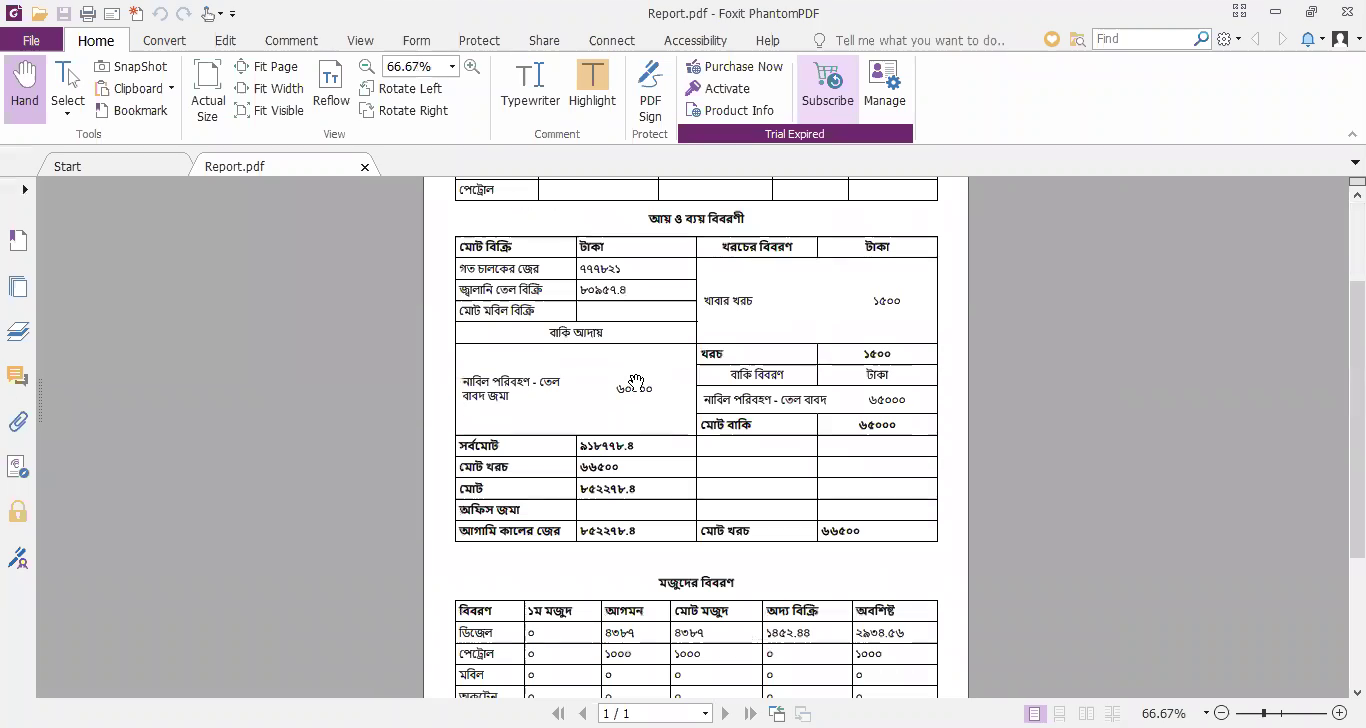 Report.pdf - Foxit PhantomPDF
File Home Convert Edit Comment View Form Protect Share Connect Accessibility Help Tell me what you want to do.. Find
Hand
Select
SnapShot
Clipboard
Bookmark
Tools
Actual Size
Fit Page
Fit Width
Fit Visible
Reflow
66.67%
Rotate Left
Rotate Right
View
Typewriter
Highlight
Comment
PDF Sign
Protect
Purchase Now
Activate
Product Info
Subscribe
Manage
Trial Expired
Start Report.pdf
পেট্রোল
আয় ও ব্যয় বিবরণী
মোট বিক্রি টাকা খরচের বিবরণ টাকা
গত চালকের জের ৭৭৭৮২১
জ্বালানি তেল বিক্রি ৮০৯৫৭.৪
খাবার খরচ ১৫০০
মোট মবিল বিক্রি
বাকি আদায়
খরচ ১৫০০
বাকি বিবরণ টাকা
নাবিল পরিবহণ - তেল
বাবদ জমা
নাবিল পরিবহণ - তেল বাবদ ৬৫০০০
মোট বাকি ৬৫০০০
সর্বমোট ৯১৮৭৭৮.৪
মোট খরচ ৬৬৫০০
মোট ৮৫২২৭৮.৪
অফিস জমা
আগামি কালের জের ৮৫২২৭৮.৪ মোট খরচ ৬৬৫০০
মজুদের বিবরণ
বিবরণ ১ম মজুদ আগমন মোট মজুদ অদ্য বিক্রি অবশিষ্ট
ডিজেল ০ ৪৩৮৭ ৪৩৮৭ ১৪৫২.৪৪ ২৯৩৪.৫৬
পেট্রোল ০ ১০০০ ১০০০ ০ ১০০০
মবিল ০ ০ ০ ০ ০
অকটেন ০ ০ ০ ০ ০
1 / 1
66.67%